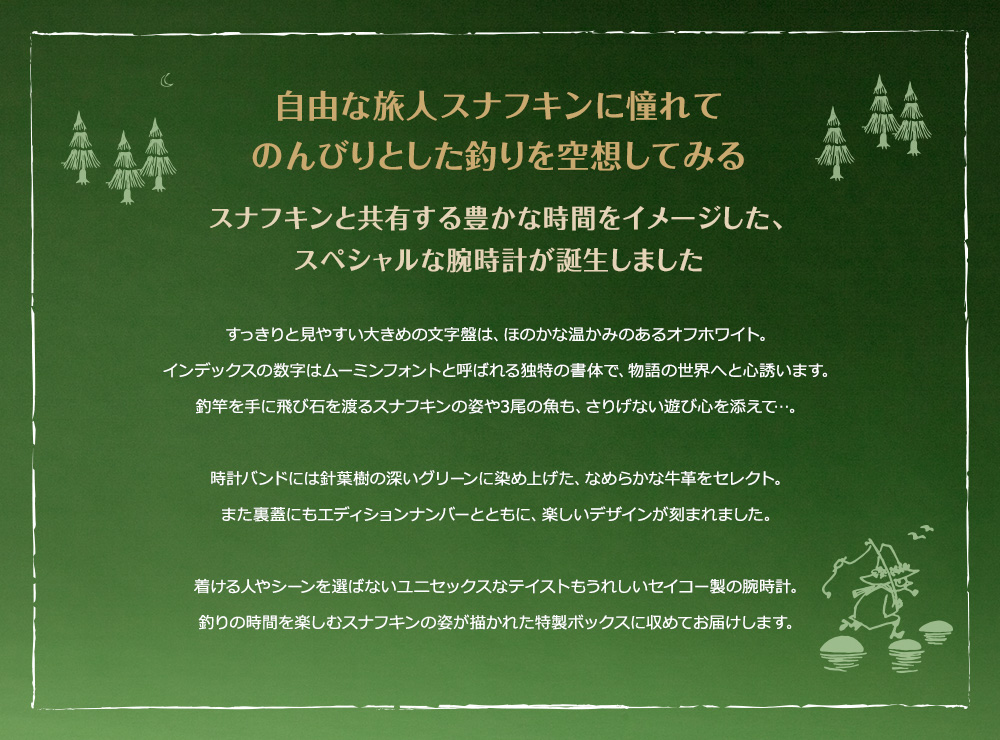 自由な旅人スナフキンに憧れて
のんびりとした釣りを空想してみる
スナフキンと共有する豊かな時間をイメージした、
スペシャルな腕時計が誕生しました
すっきりと見やすい大きめの文字盤は、ほのかな温かみのあるオフホワイト。
インデックスの数字はムーミンフォントと呼ばれる独特の書体で、物語の世界へと心誘います。
釣竿を手に飛び石を渡るスナフキンの姿や3尾の魚も、さりげない遊び心を添えて…。
時計バンドには針葉樹の深いグリーンに染め上げた、なめらかな牛革をセレクト。
また裏蓋にもエディションナンバーとともに、楽しいデザインが刻まれました。
着ける人やシーンを選ばないユニセックスなテイストもうれしいセイコー製の腕時計。
釣りの時間を楽しむスナフキンの姿が描かれた特製ボックスに収めてお届けします。